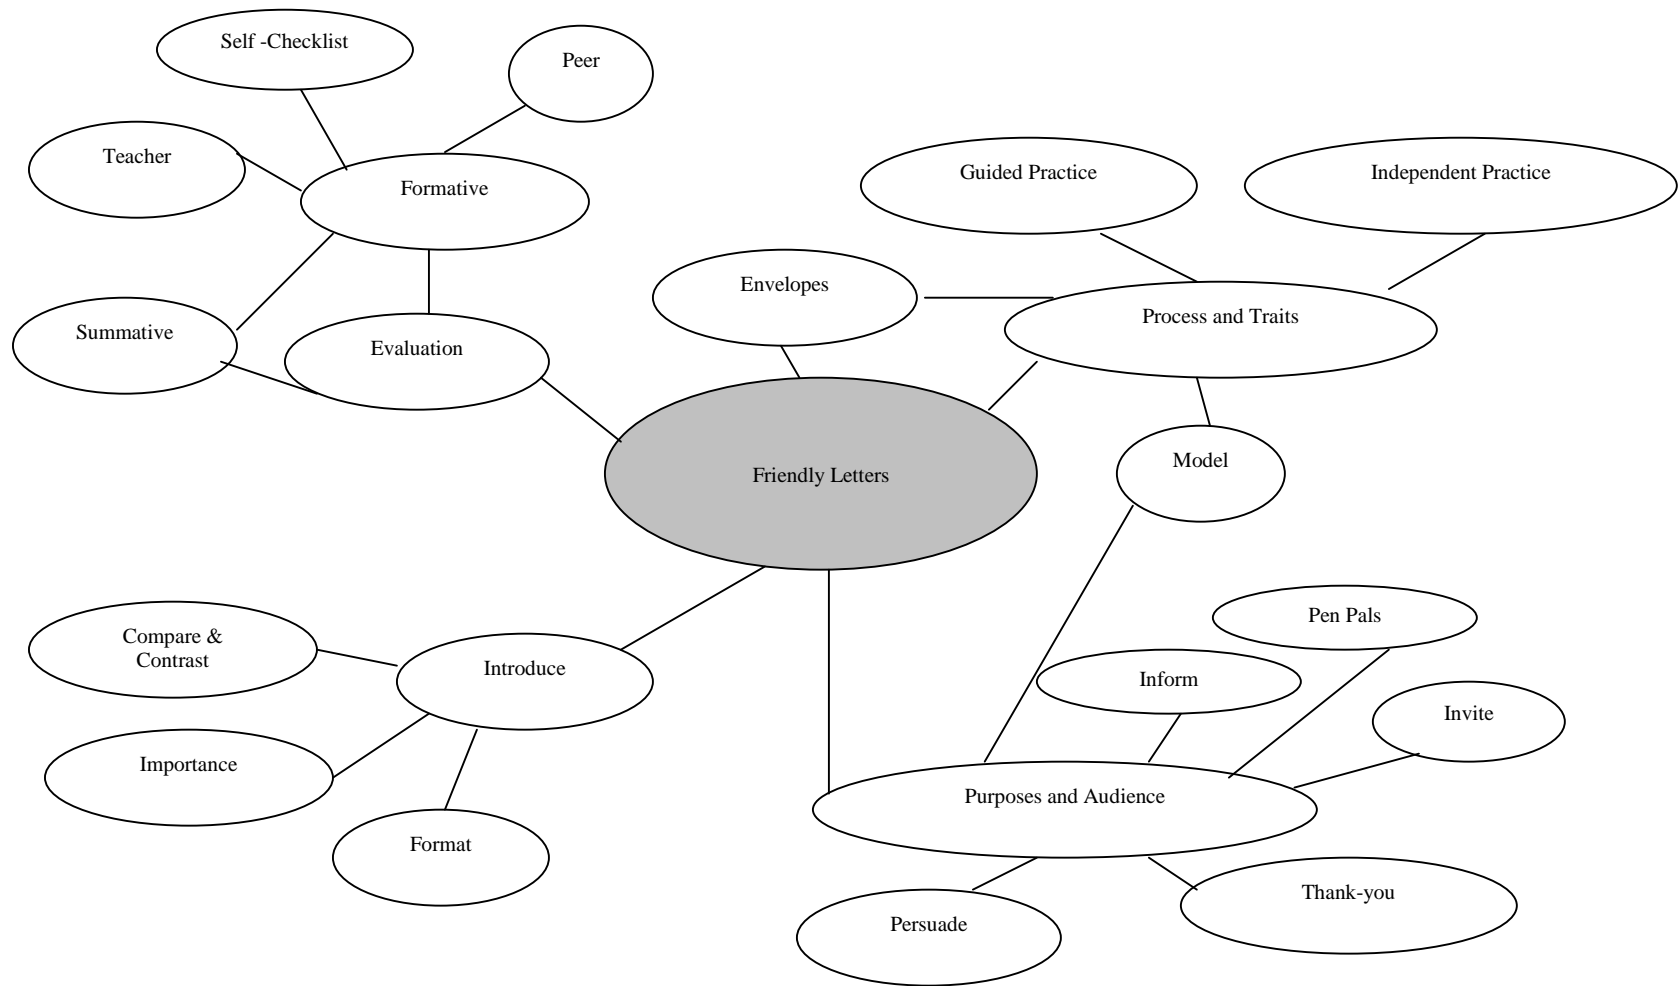 Self -Checklist
Peer
Teacher
Formative
Guided Practice
Independent Practice
Envelopes
Process and Traits
Summative
Evaluation
Model
Friendly Letters
Pen Pals
Compare &
Contrast
Introduce
Inform
Invite
Importance
Purposes and Audience
Format
Persuade
Thank-you